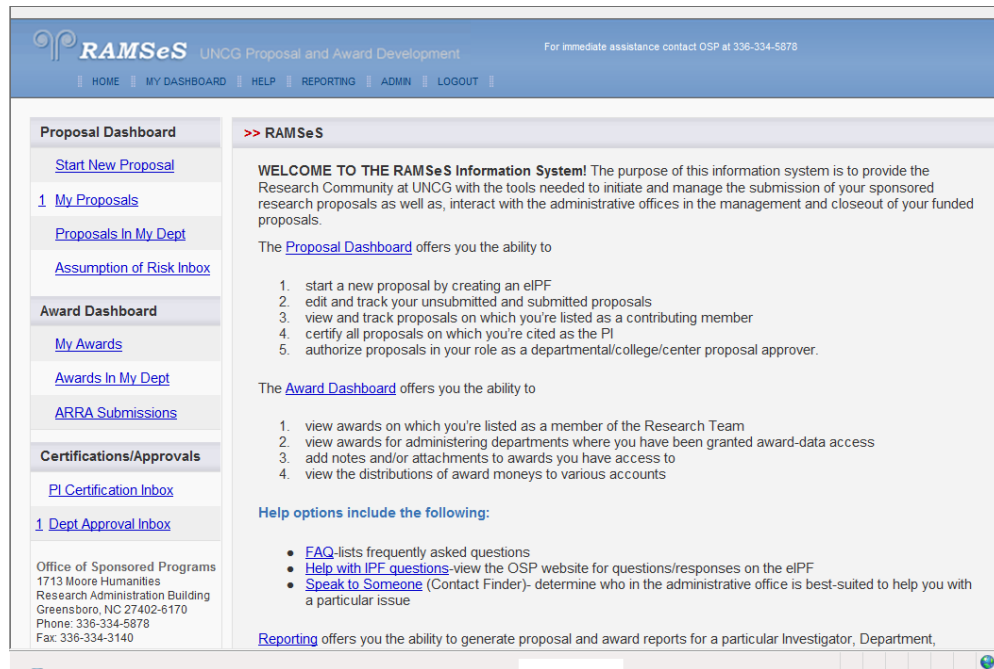 RAMSeS UNCG Proposal and Award Development
For immediate assistance contact OSP at 336-334-5878
HOME MY DASHBOARD HELP REPORTING ADMIN LOGOUT
Proposal Dashboard
Start New Proposal
1 My Proposals
Proposals In My Dept
Assumption of Risk Inbox
Award Dashboard
My Awards
Awards In My Dept
ARRA Submissions
Certifications/Approvals
PI Certification Inbox
1 Dept Approval Inbox
Office of Sponsored Programs
1713 Moore Humanities
Research Administration Building
Greensboro, NC 27402-6170
Phone: 336-334-5878
Fax: 336-334-3140
>> RAMSeS
WELCOME TO THE RAMSeS Information System! The purpose of this information system is to provide the
Research Community at UNCG with the tools needed to initiate and manage the submission of your sponsored
research proposals as well as, interact with the administrative offices in the management and closeout of your funded
proposals.
The Proposal Dashboard offers you the ability to
1. start a new proposal by creating an eIPF
2. edit and track your unsubmitted and submitted proposals
3. view and track proposals on which you're listed as a contributing member
4. certify all proposals on which you're cited as the PI
5. authorize proposals in your role as a departmental/college/center proposal approver.
The Award Dashboard offers you the ability to
1. view awards on which you're listed as a member of the Research Team
2. view awards for administering departments where you have been granted award-data access
3. add notes and/or attachments to awards you have access to
4. view the distributions of award moneys to various accounts
Help options include the following:
● FAQ-lists frequently asked questions
● Help with IPF questions-view the OSP website for questions/responses on the eIPF
● Speak to Someone (Contact Finder)- determine who in the administrative office is best-suited to help you with
a particular issue
Reporting offers you the ability to generate proposal and award reports for a particular Investigator, Department,